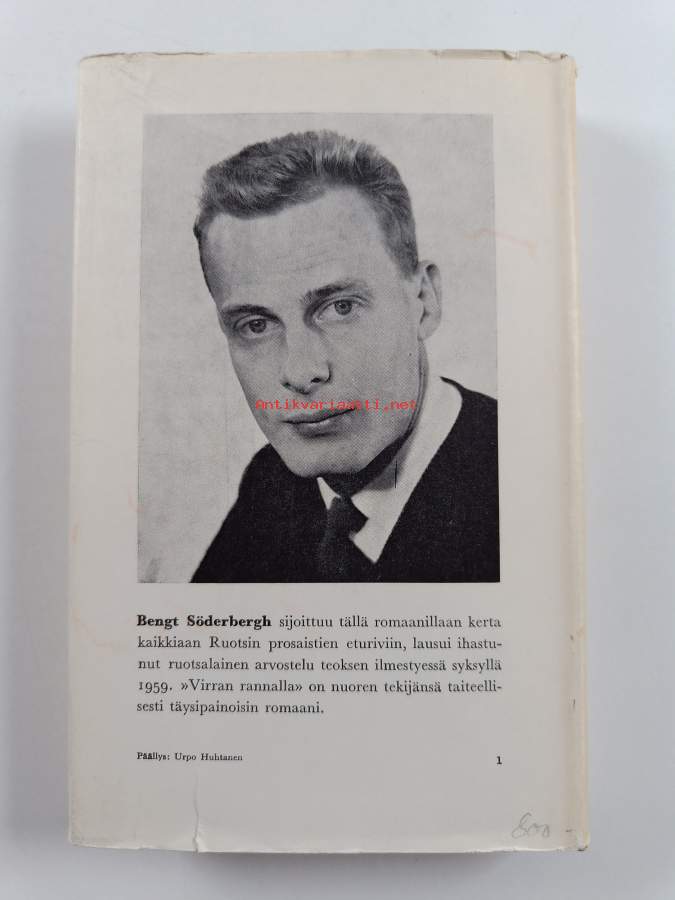 Antikvariaatti.net
Bengt Söderbergh sijoittuu tällä romaanillaan kerta
kaikkiaan Ruotsin prosaistien eturiviin, lausui ihastu-
nut ruotsalainen arvostelu teoksen ilmestyessä syksyllä
1959. »Virran rannalla» on nuoren tekijänsä taiteelli-
sesti täysipainoisin romaani.
Päällys: Urpo Huhtanen
1
800 -